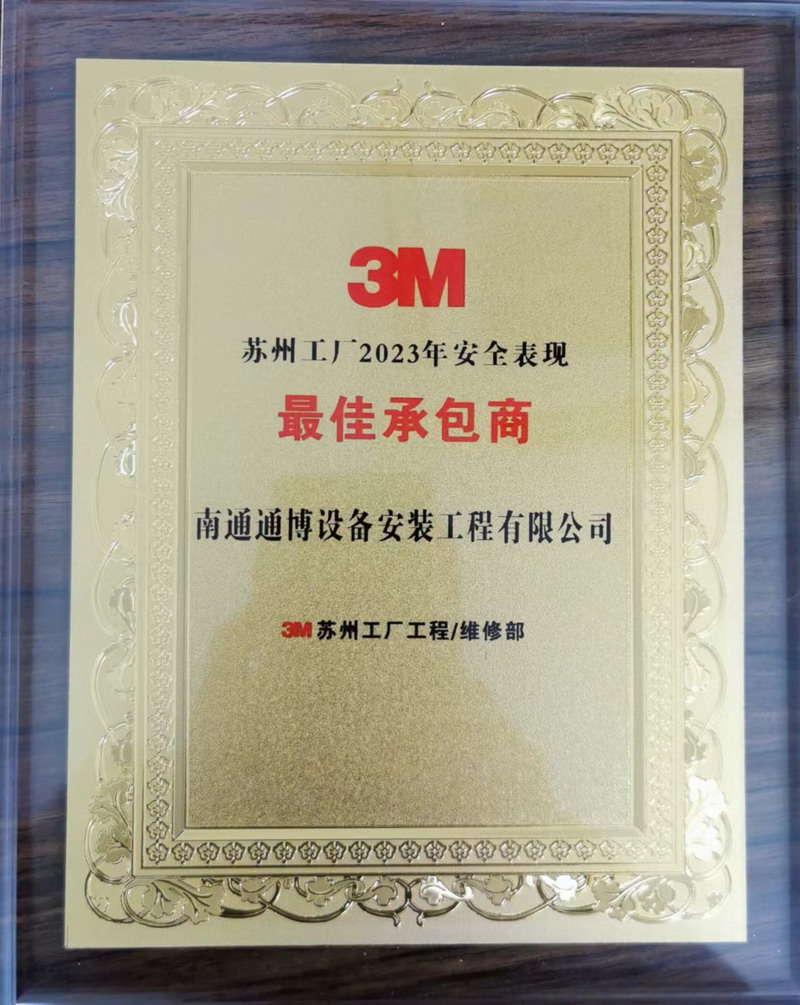 3M
苏州工厂2023年安全表现
最佳承包商
南通通博设备安装工程有限公司
3M苏州工厂工程/维修部